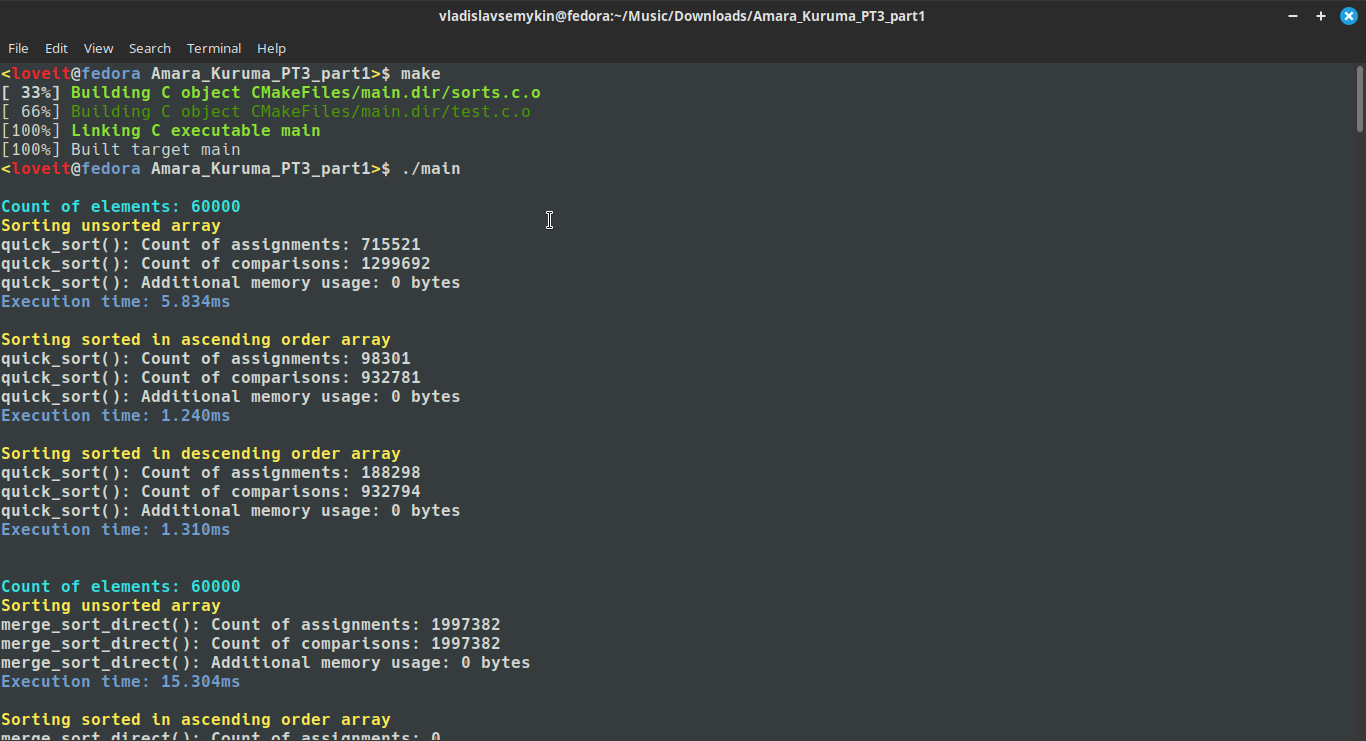 vladislavsemykin@fedora:~/Music/Downloads/Amara_Kuruma_PT3_part1
File Edit View Search Terminal Help
<loveit@fedora Amara_Kuruma_PT3_part1>$ make
[ 33%] Building C object CMakeFiles/main.dir/sorts.c.o
[ 66%] Building C object CMakeFiles/main.dir/test.c.o
[100%] Linking C executable main
[100%] Built target main
<loveit@fedora Amara_Kuruma_PT3_part1>$ ./main
Count of elements: 60000
Sorting unsorted array
quick_sort(): Count of assignments: 715521
quick_sort(): Count of comparisons: 1299692
quick_sort(): Additional memory usage: 0 bytes
Execution time: 5.834ms
Sorting sorted in ascending order array
quick_sort(): Count of assignments: 98301
quick_sort(): Count of comparisons: 932781
quick_sort(): Additional memory usage: 0 bytes
Execution time: 1.240ms
Sorting sorted in descending order array
quick_sort(): Count of assignments: 188298
quick_sort(): Count of comparisons: 932794
quick_sort(): Additional memory usage: 0 bytes
Execution time: 1.310ms
Count of elements: 60000
Sorting unsorted array
merge_sort_direct(): Count of assignments: 1997382
merge_sort_direct(): Count of comparisons: 1997382
merge_sort_direct(): Additional memory usage: 0 bytes
Execution time: 15.304ms
Sorting sorted in ascending order array
merge_sort_direct(): Count of assignments: 0